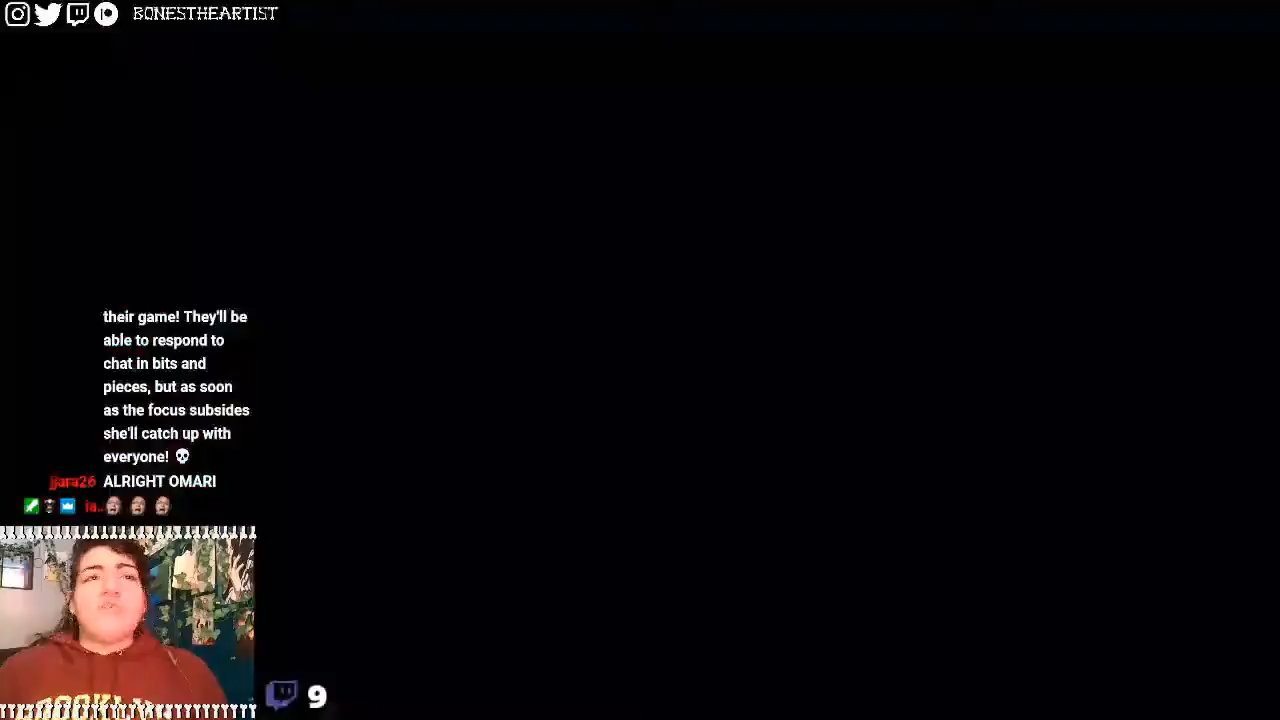 BONESTHEARTIST
their game! They'll be
able to respond to
chat in bits and
pieces, but as soon
as the focus subsides
she'll catch up with
everyone! 💀
jjara26 ALRIGHT OMARI
9